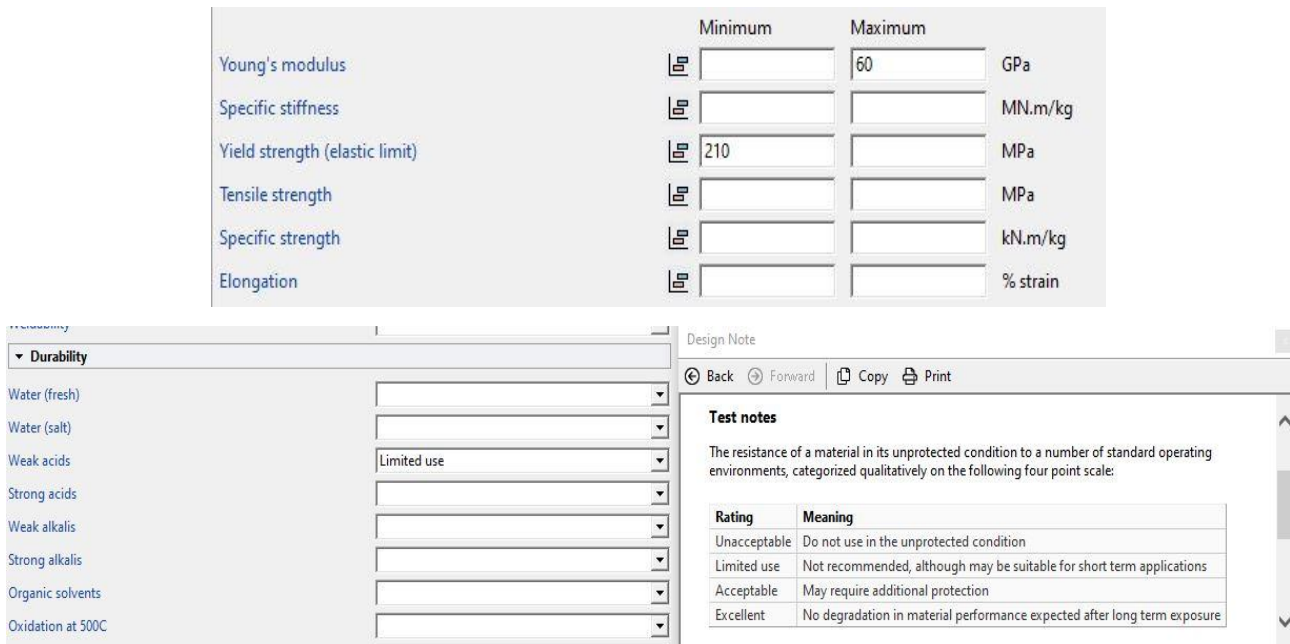 Minimum Maximum
Young's modulus 60 GPa
Specific stiffness MN.m/kg
Yield strength (elastic limit) 210 MPa
Tensile strength MPa
Specific strength kN.m/kg
Elongation % strain
Durability
Water (fresh)
Water (salt)
Weak acids Limited use
Strong acids
Weak alkalis
Strong alkalis
Organic solvents
Oxidation at 500C
Design Note
Back Forward Copy Print
Test notes
The resistance of a material in its unprotected condition to a number of standard operating
environments, categorized qualitatively on the following four point scale:
Rating Meaning
Unacceptable Do not use in the unprotected condition
Limited use Not recommended, although may be suitable for short term applications
Acceptable May require additional protection
Excellent No degradation in material performance expected after long term exposure